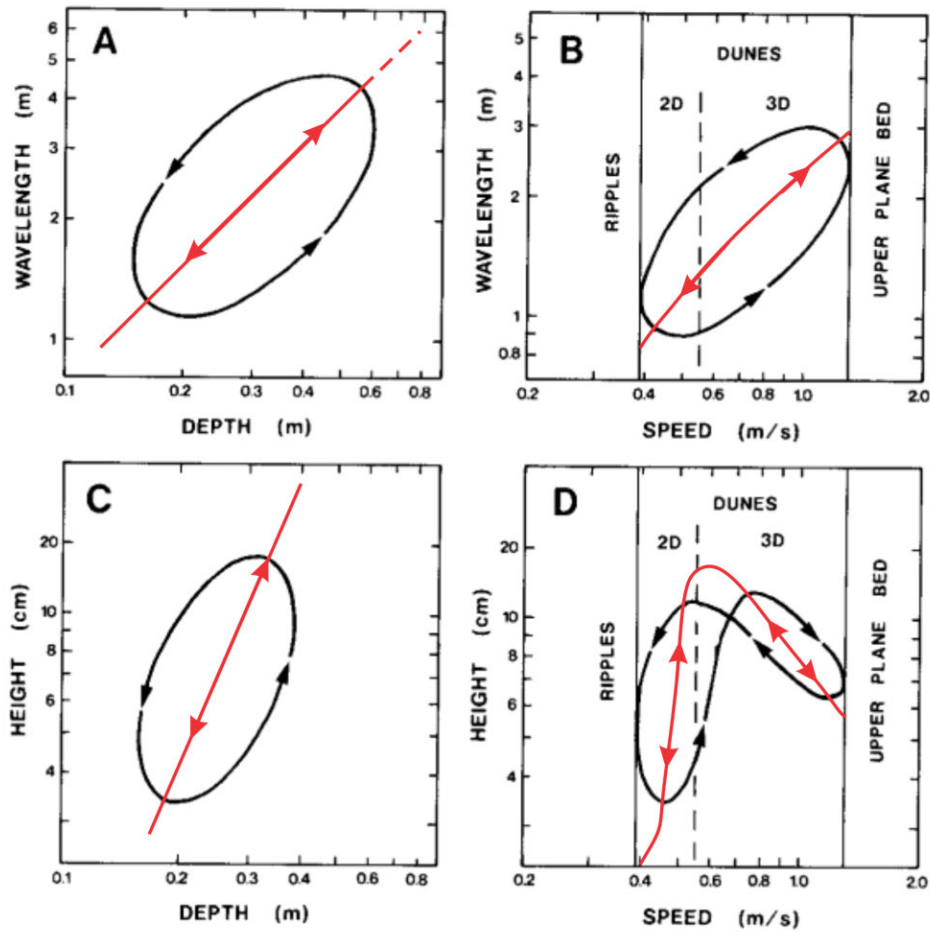 A
WAVELENGTH (m)
6
5
4
3
2
1
0.1
0.2
0.3
0.4
0.6
0.8
DEPTH (m)
B
DUNES
2D
3D
RIPPLES
UPPER PLANE BED
WAVELENGTH (m)
5
4
3
2
1
0.8
0.2
0.4
0.6
0.8
1.0
2.0
SPEED (m/s)
C
HEIGHT (cm)
20
10
8
6
4
0.1
0.2
0.3
0.4
0.6
0.8
DEPTH (m)
D
DUNES
2D
3D
RIPPLES
UPPER PLANE BED
HEIGHT (cm)
20
10
8
6
4
0.2
0.4
0.6
0.8
1.0
2.0
SPEED (m/s)